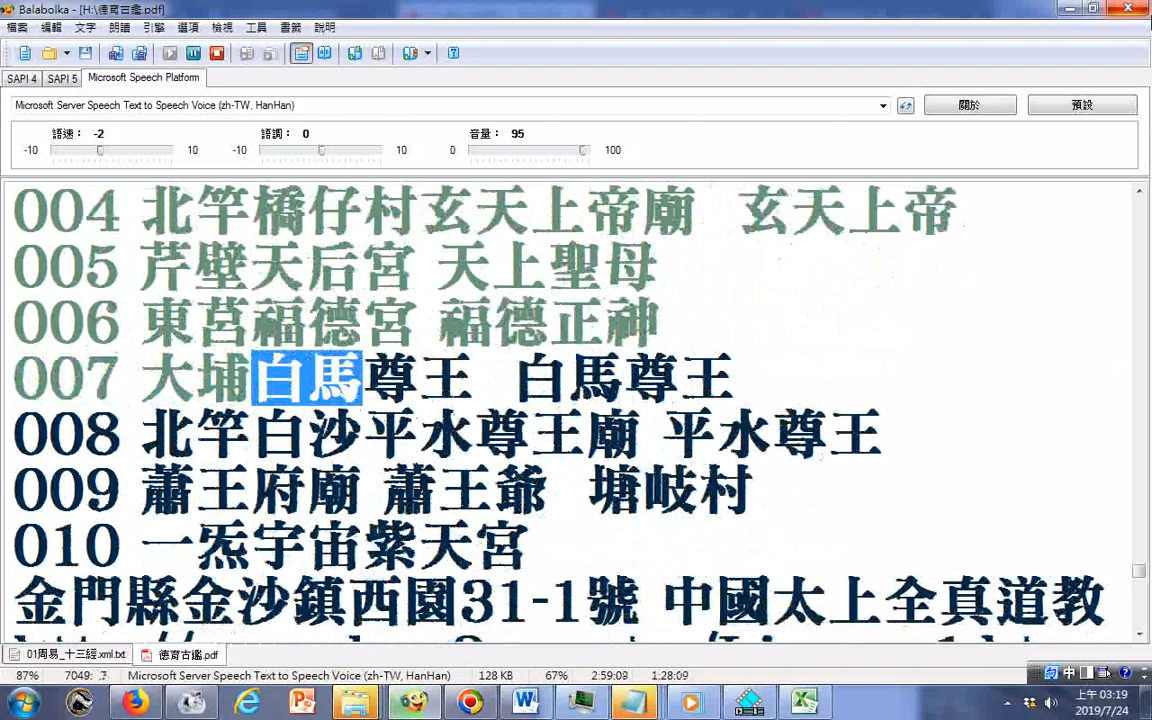 Balabolka - [H:\德育古鑑.pdf]
檔案 編輯 文字 朗讀 引擎 選項 檢視 工具 書籤 說明
SAPI 4 SAPI 5 Microsoft Speech Platform
Microsoft Server Speech Text to Speech Voice (zh-TW, HanHan) 關於 預設
語速： -2 語調： 0 音量： 95
-10 10 -10 10 0 100
004 北竿橋仔村玄天上帝廟 玄天上帝
005 芹壁天后宮 天上聖母
006 東莒福德宮 福德正神
007 大埔白馬尊王 白馬尊王
008 北竿白沙平水尊王廟 平水尊王
009 蕭王府廟 蕭王爺 塘岐村
010 一炁宇宙紫天宮
金門縣金沙鎮西園31-1號 中國太上全真道教
01周易_十三經.xml.txt 德育古鑑.pdf
87% 7049: Microsoft Server Speech Text to Speech Voice (zh-TW, HanHan) 128 KB 67% 2:59:09 1:28:09
中
上午 03:19
2019/7/24